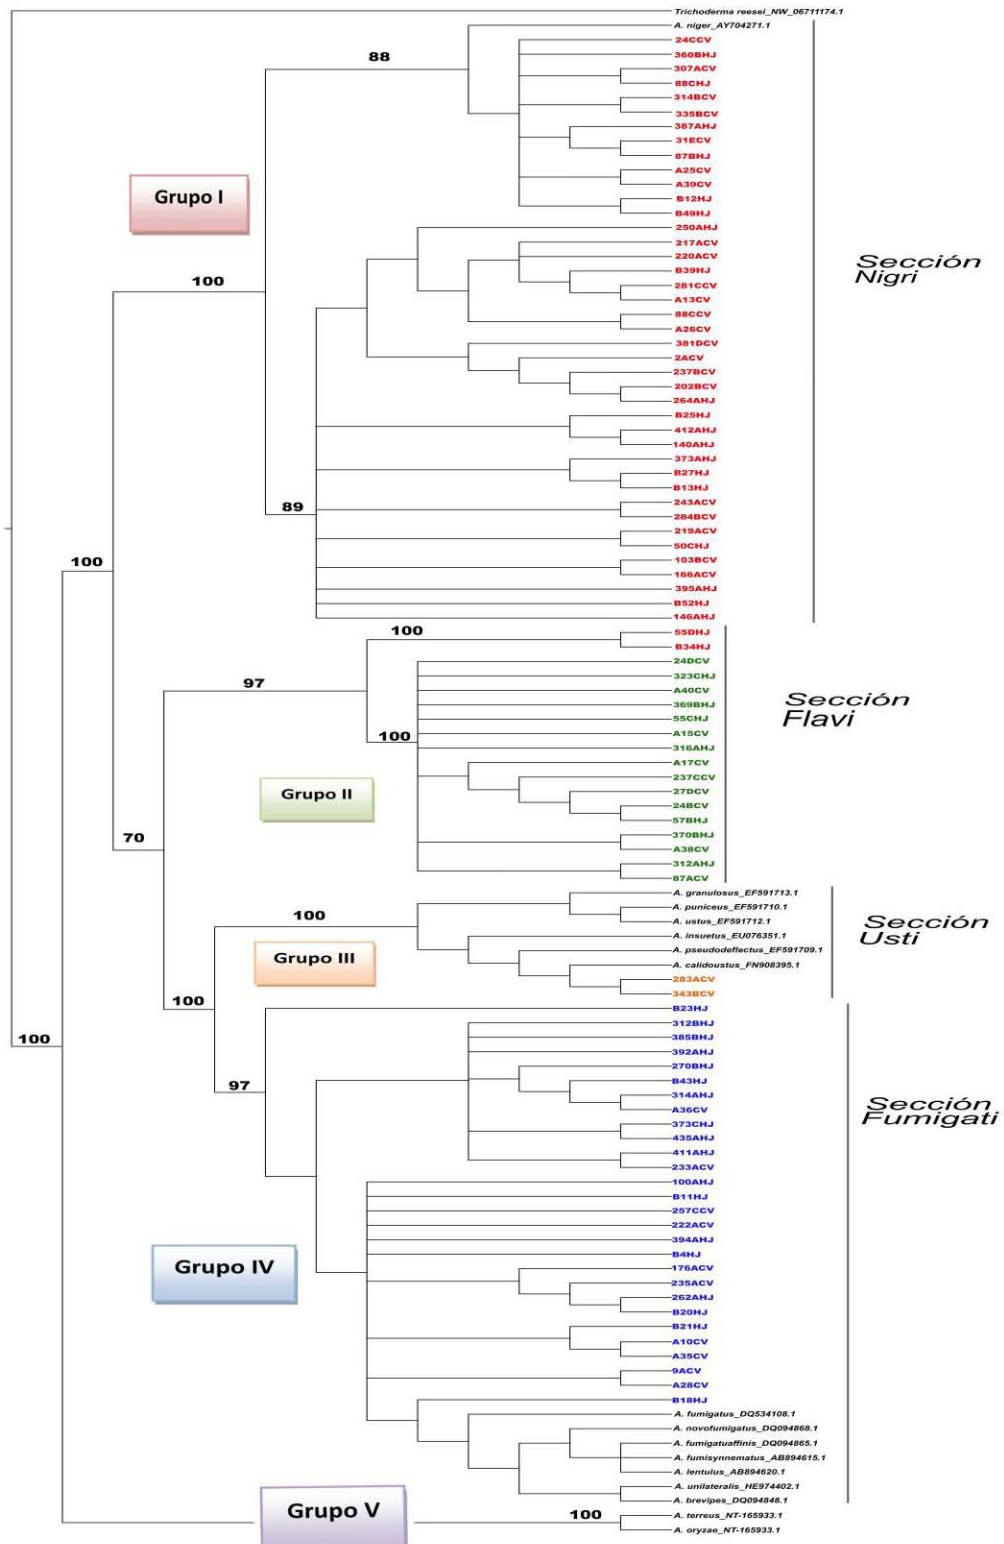 Trichoderma reesei_NW_06711174.1
A. niger_AY704271.1
24CCV
88
360BHJ
307ACV
88CHJ
314BCV
335BCV
387AHJ
31ECV
87BHJ
A25CV
A39CV
Grupo I
B12HJ
B49HJ
250AHJ
217ACV
220ACV
Sección
Nigri
B39HJ
100
281CCV
A13CV
88CCV
A26CV
381DCV
2ACV
237BCV
202BCV
264AHJ
B25HJ
412AHJ
140AHJ
373AHJ
B27HJ
B13HJ
243ACV
89
284BCV
219ACV
50CHJ
100
103BCV
166ACV
395AHJ
B52HJ
146AHJ
100
55DHJ
B34HJ
24DCV
323CHJ
97
A40CV
369BHJ
Sección
Flavi
55CHJ
A15CV
100
316AHJ
A17CV
237CCV
27DCV
Grupo II
24BCV
57BHJ
70
370BHJ
A38CV
312AHJ
87ACV
A. granulosus_EF591713.1
A. puniceus_EF591710.1
100
A. ustus_EF591712.1
Sección
Usti
A. insuetus_EU076351.1
A. pseudodeflectus_EF591709.1
Grupo III
A. calidoustus_FN908395.1
283ACV
343BCV
100
B23HJ
312BHJ
100
385BHJ
392AHJ
270BHJ
97
B43HJ
314AHJ
A36CV
Sección
Fumigati
373CHJ
435AHJ
411AHJ
233ACV
100AHJ
B11HJ
257CCV
222ACV
394AHJ
B4HJ
Grupo IV
176ACV
235ACV
262AHJ
B20HJ
B21HJ
A10CV
A35CV
9ACV
A28CV
B18HJ
A. fumigatus_DQ534108.1
A. novofumigatus_DQ094868.1
A. fumigatuaffinis_DQ094865.1
A. fumisynnematus_AB894615.1
A. lentulus_AB894620.1
A. unilateralis_HE974402.1
A. brevipes_DQ094848.1
Grupo V
100
A. terreus_NT-165933.1
A. oryzae_NT-165933.1